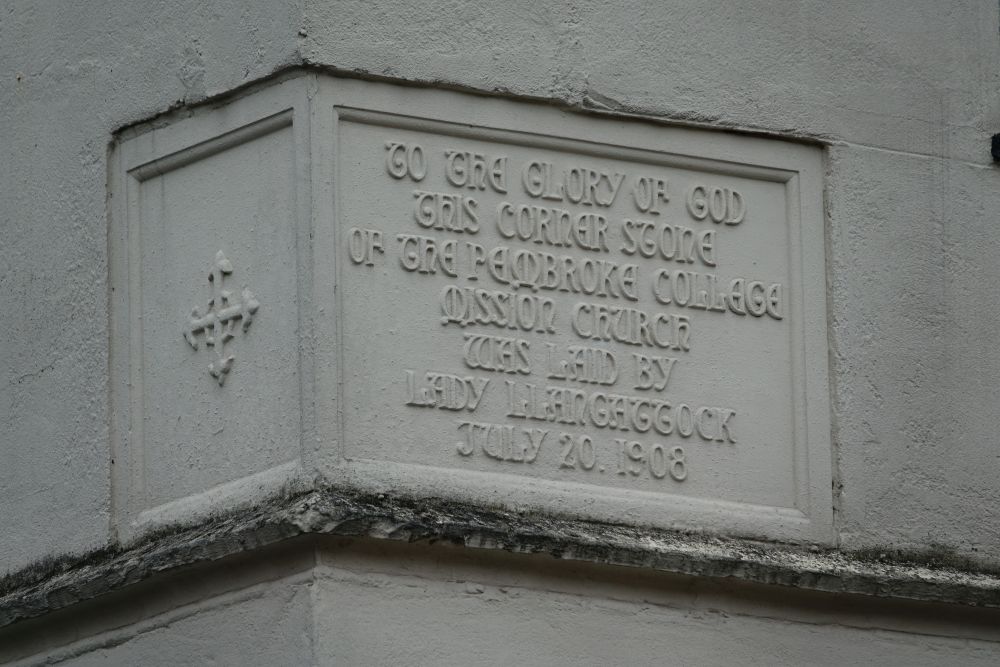 TO THE GLORY OF GOD
THIS CORNER STONE
OF THE PEMBROKE COLLEGE
MISSION CHURCH
WAS LAID BY
LADY LLANGATTOCK
JULY 20. 1908